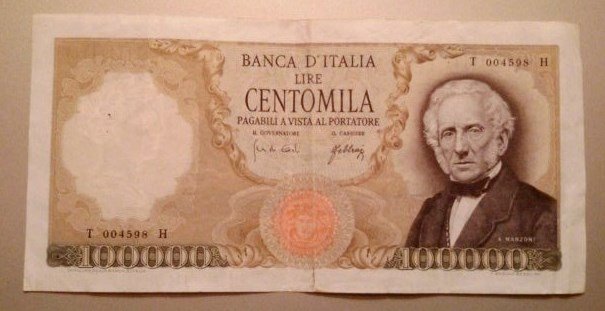 BANCA D'ITALIA
T 004598 H
LIRE
CENTOMILA
PAGABILI A VISTA AL PORTATORE
IL GOVERNATORE IL CASSIERE
T 004598 H
A. MANZONI
100000 100000